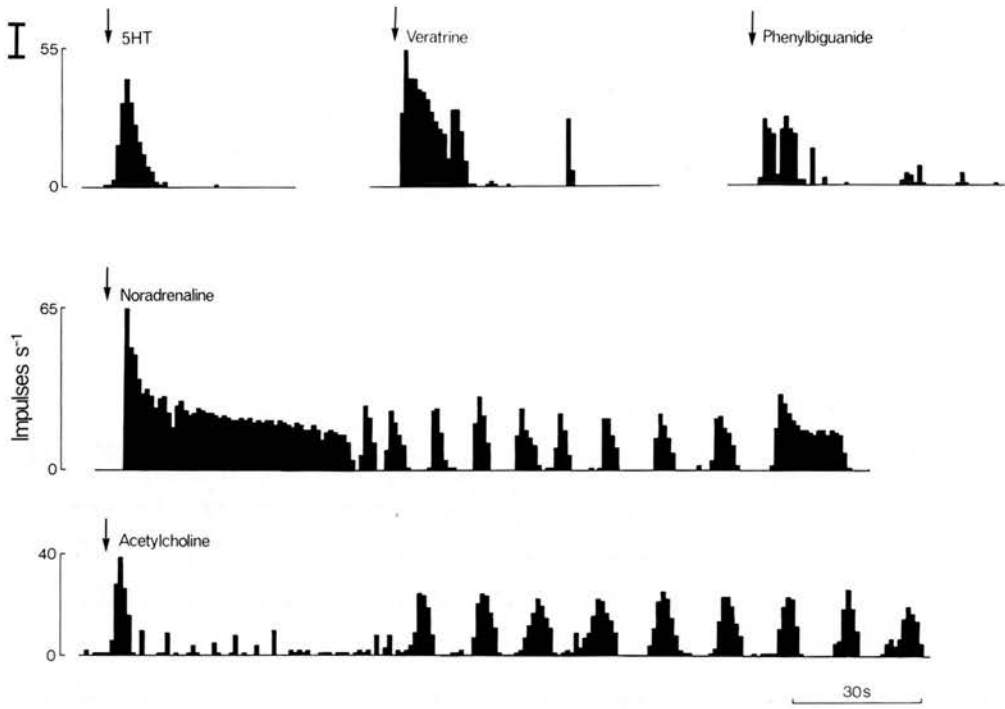 I
5HT
Veratrine
Phenylbiguanide
55
0
Noradrenaline
65
0
Impulses s⁻¹
Acetylcholine
40
0
30s